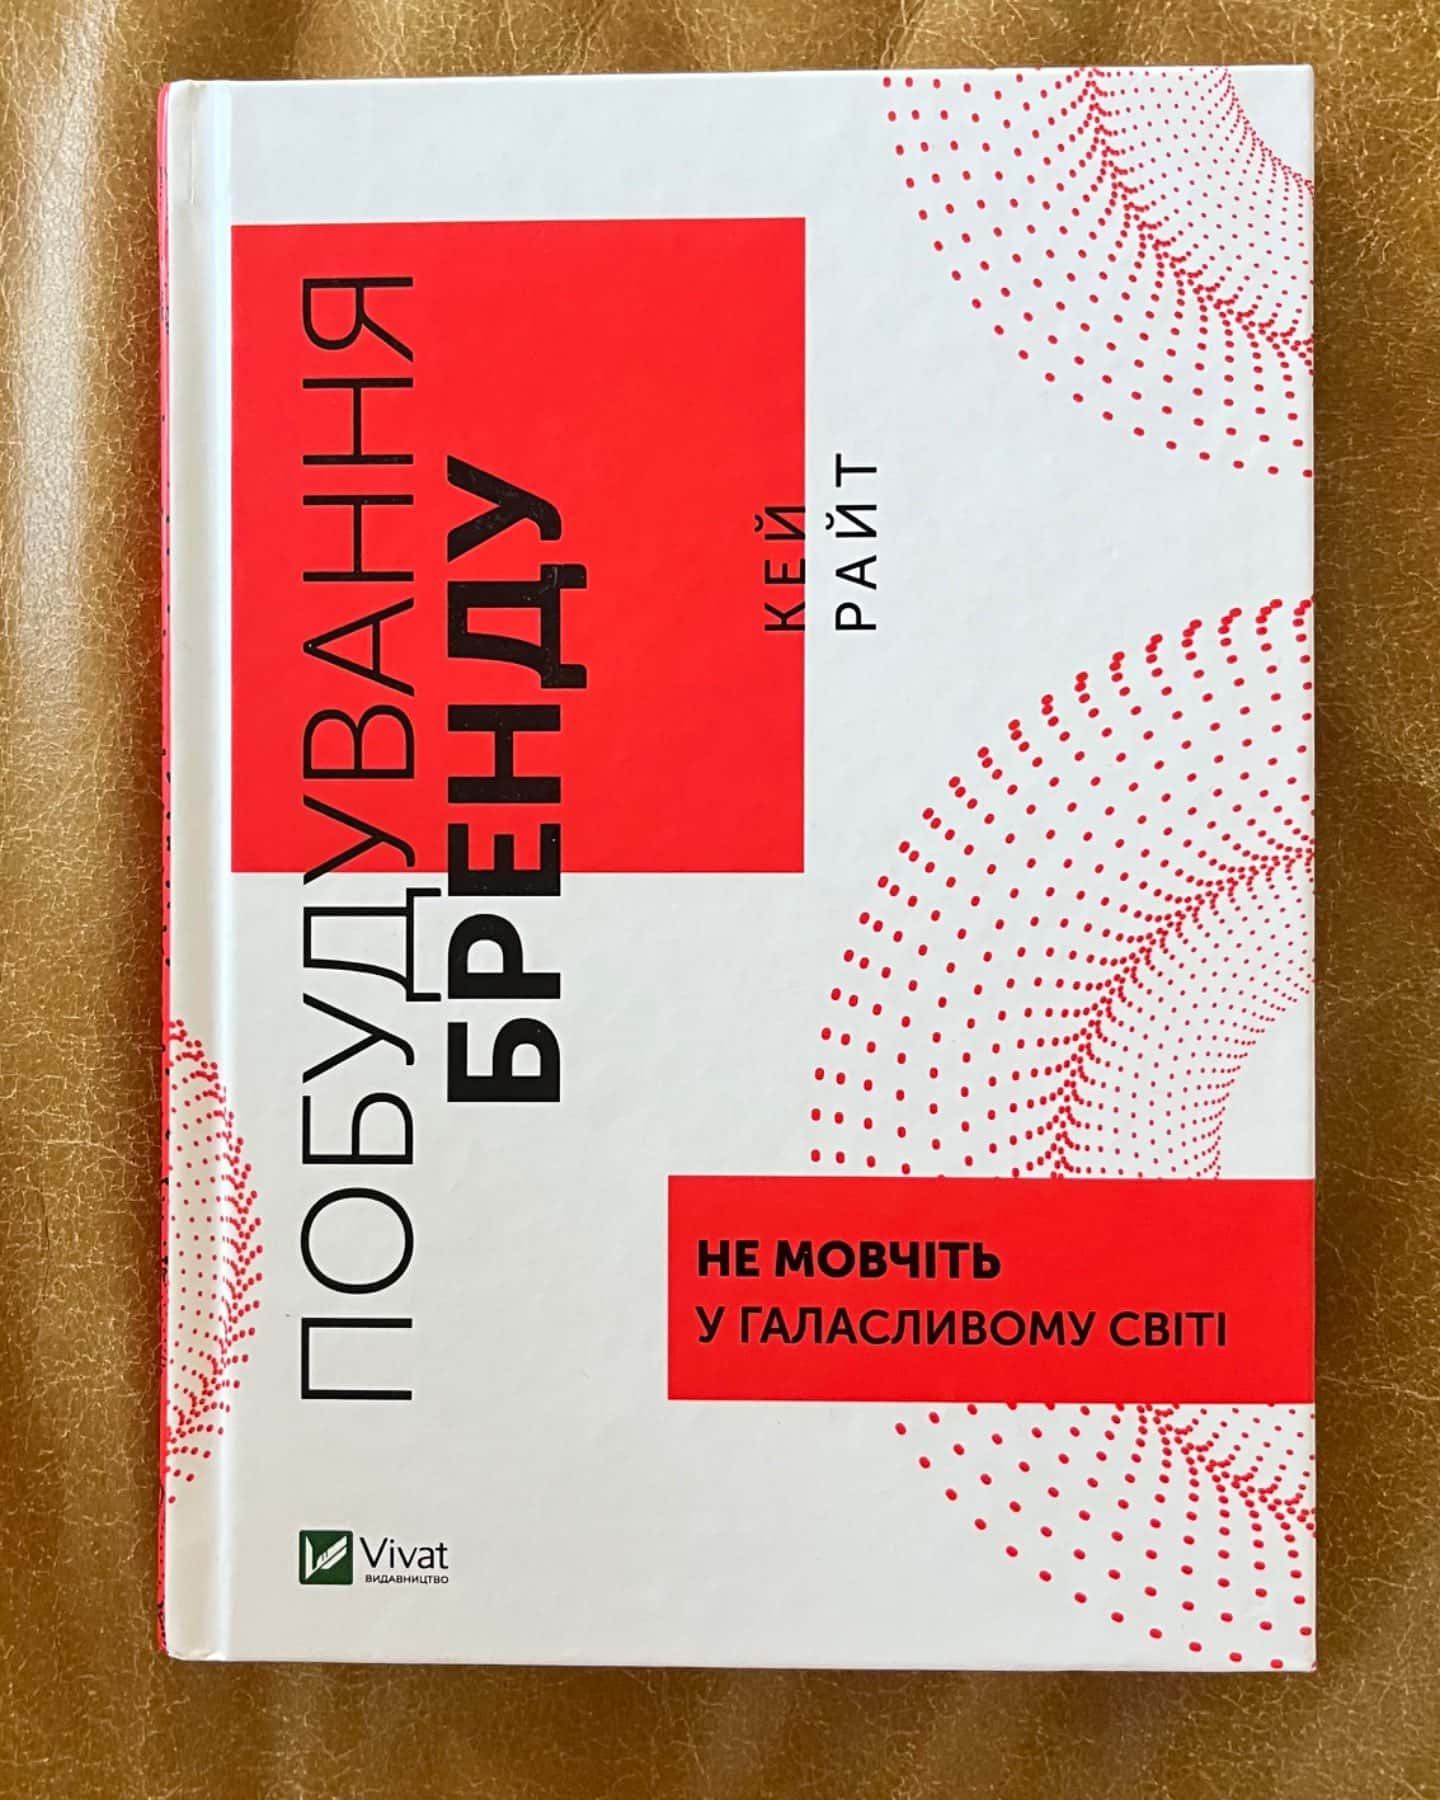 ПОБУДУВАННЯ
БРЕНДУ
КЕЙ
РАЙТ
НЕ МОВЧІТЬ
У ГАЛАСЛИВОМУ СВІТІ
Vivat
ВИДАВНИЦТВО